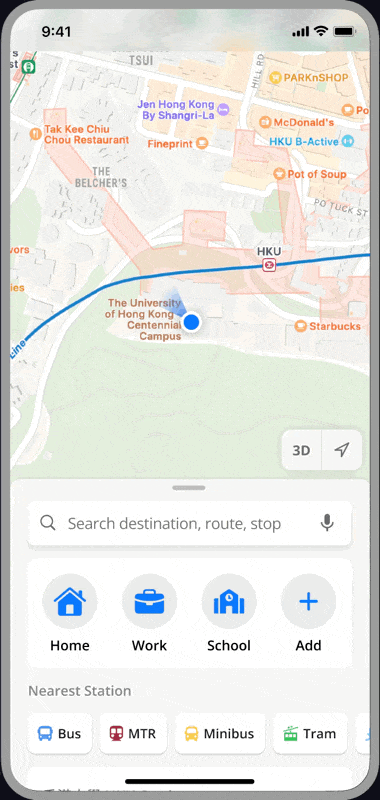 9:41
TSUI
HILL RD
PARKnSHOP
Jen Hong Kong
By Shangri-La
McDonald's
Po
Tak Kee Chiu
Chou Restaurant
Fineprint
HKU B-Active
THE
BELCHER'S
Pot of Soup
PO TUCK ST
vors
HKU
ies
The University
of Hong Kong
Centennial
Campus
Starbucks
Line
3D
Search destination, route, stop
Home
Work
School
Add
Nearest Station
Bus
MTR
Minibus
Tram